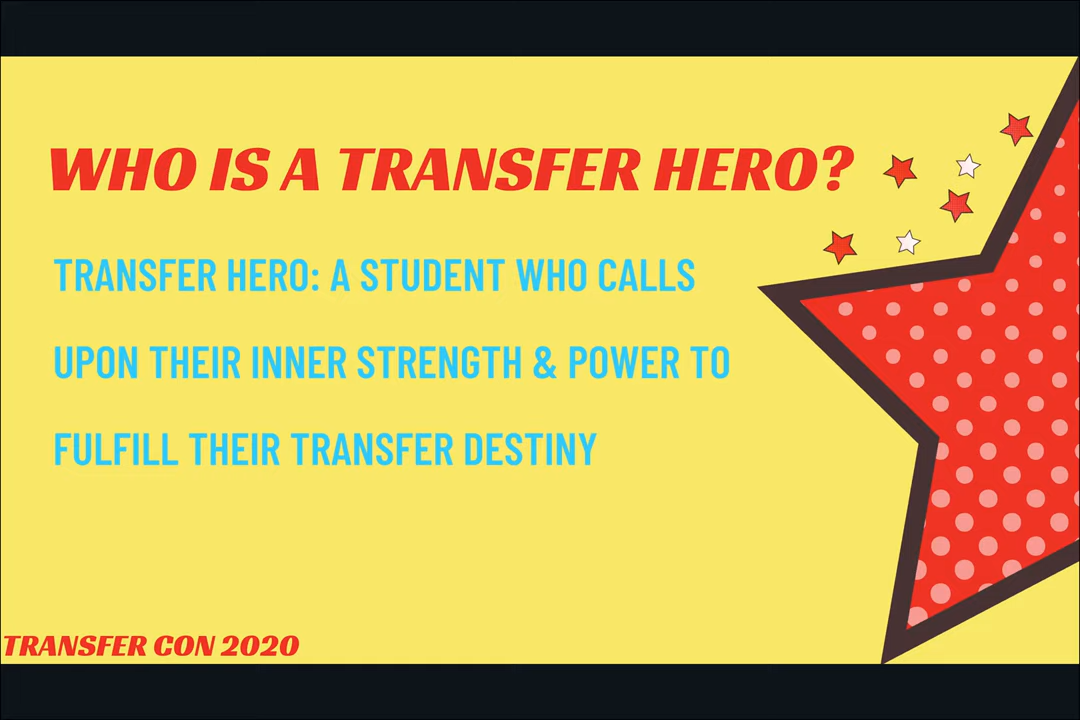 WHO IS A TRANSFER HERO?
TRANSFER HERO: A STUDENT WHO CALLS
UPON THEIR INNER STRENGTH & POWER TO
FULFILL THEIR TRANSFER DESTINY
TRANSFER CON 2020